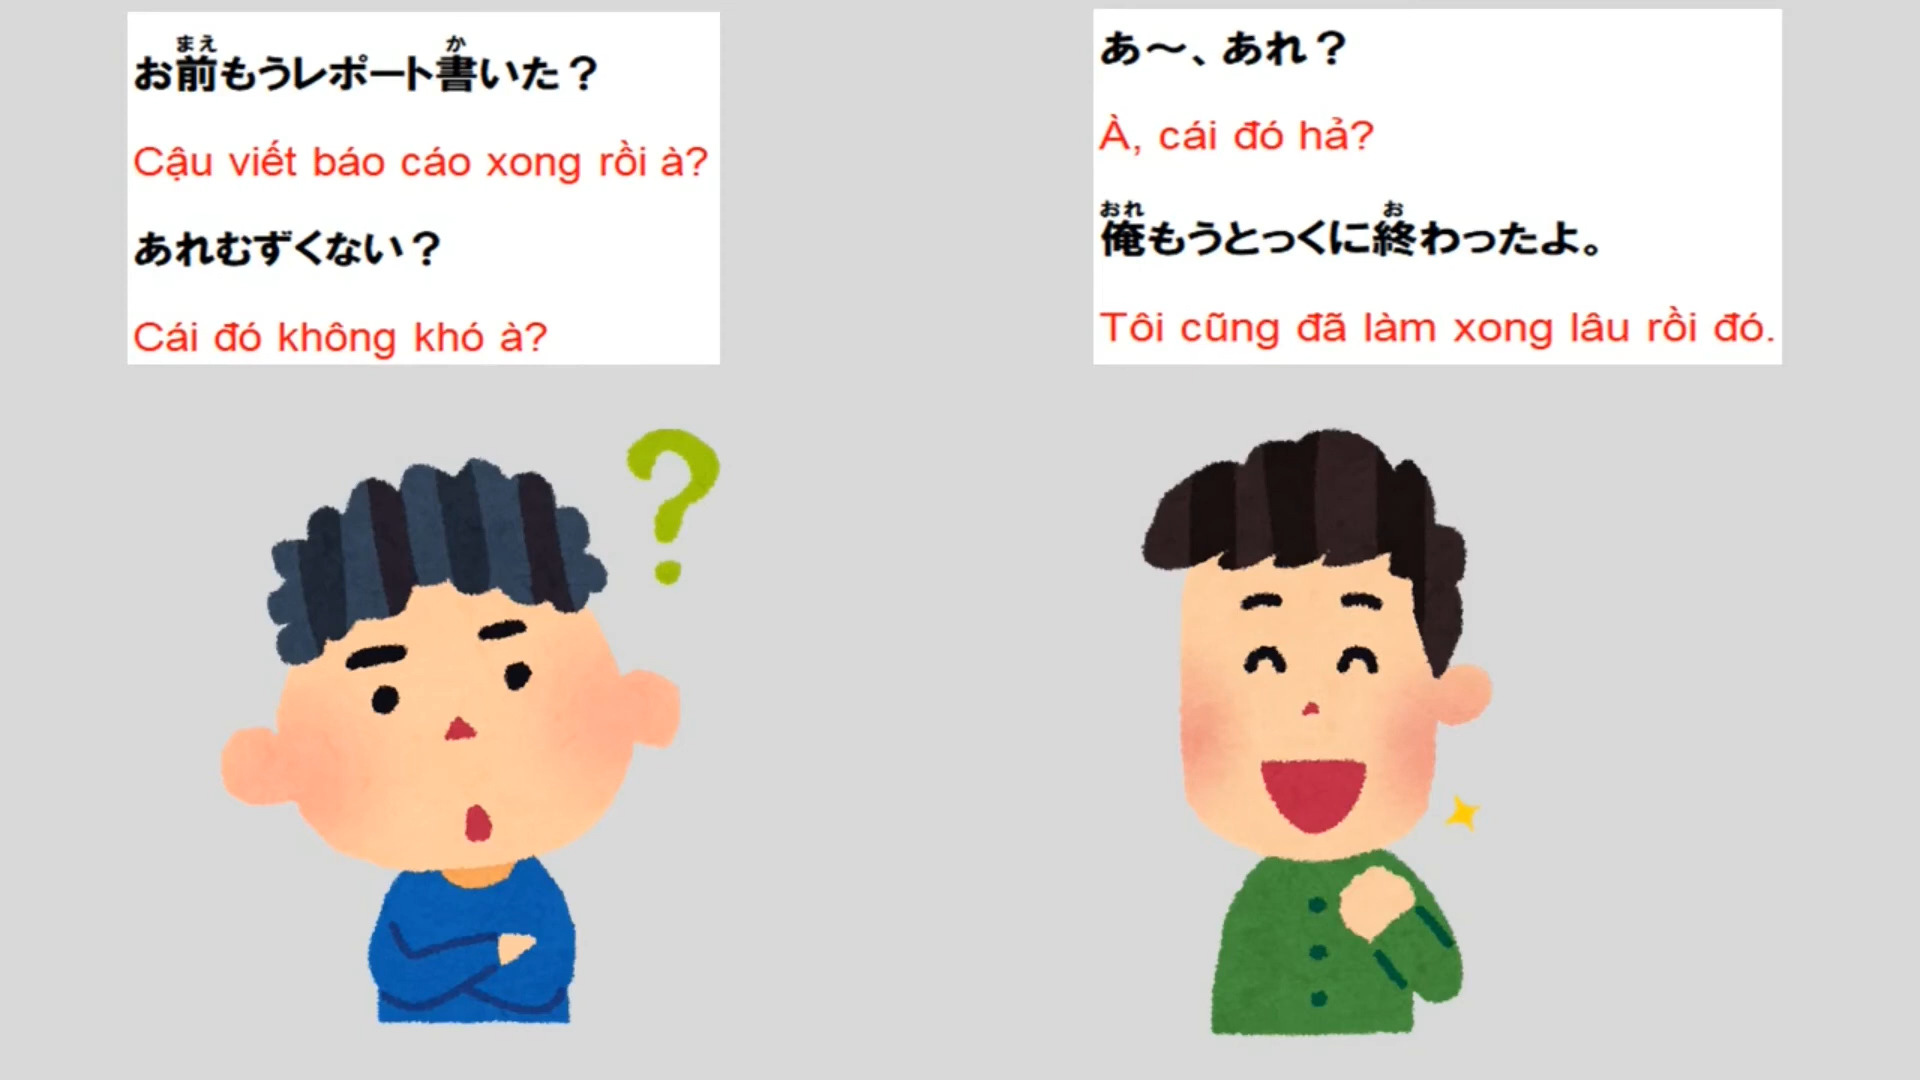 お前もうレポート書いた？
Cậu viết báo cáo xong rồi à?
あれむずくない？
Cái đó không khó à?
あ～、あれ？
À, cái đó hả?
俺もうとっくに終わったよ。
Tôi cũng đã làm xong lâu rồi đó.